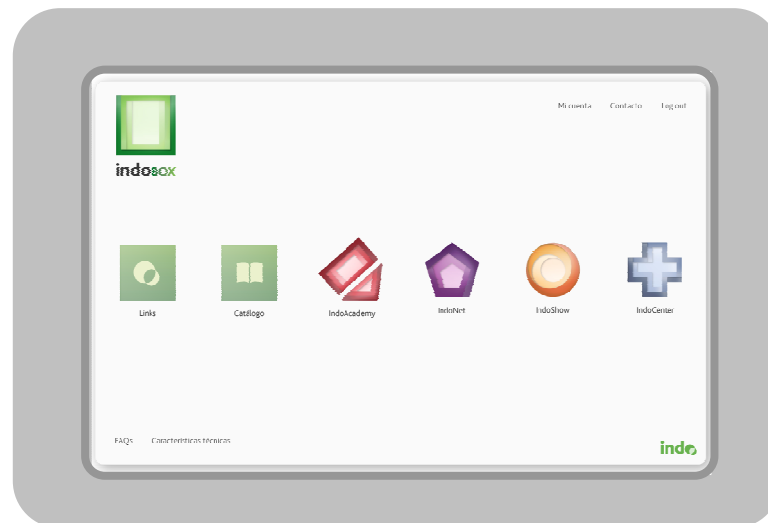 Mi cuenta Contacto Log out
indobox
Links Catálogo IndoAcademy IndoNet IndoShow IndoCenter
FAQs Características técnicas
indo